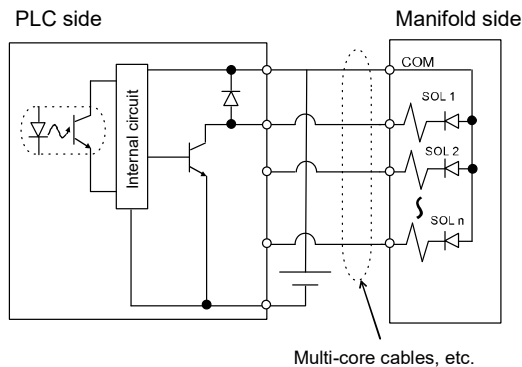 PLC side
Manifold side
COM
SOL 1
Internal circuit
SOL 2
SOL n
Multi-core cables, etc.